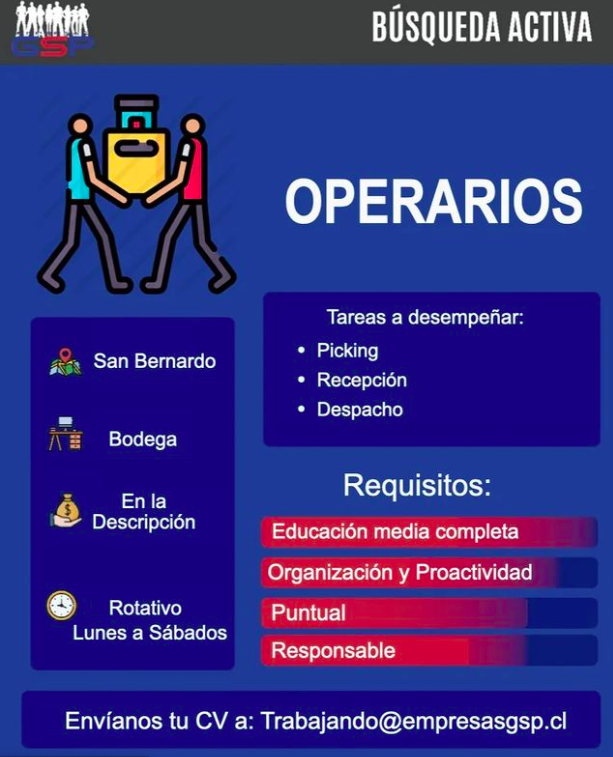 GSP
BÚSQUEDA ACTIVA
OPERARIOS
Tareas a desempeñar:
• Picking
• Recepción
• Despacho
San Bernardo
Bodega
En la
Descripción
Rotativo
Lunes a Sábados
Requisitos:
Educación media completa
Organización y Proactividad
Puntual
Responsable
Envíanos tu CV a: Trabajando@empresasgsp.cl